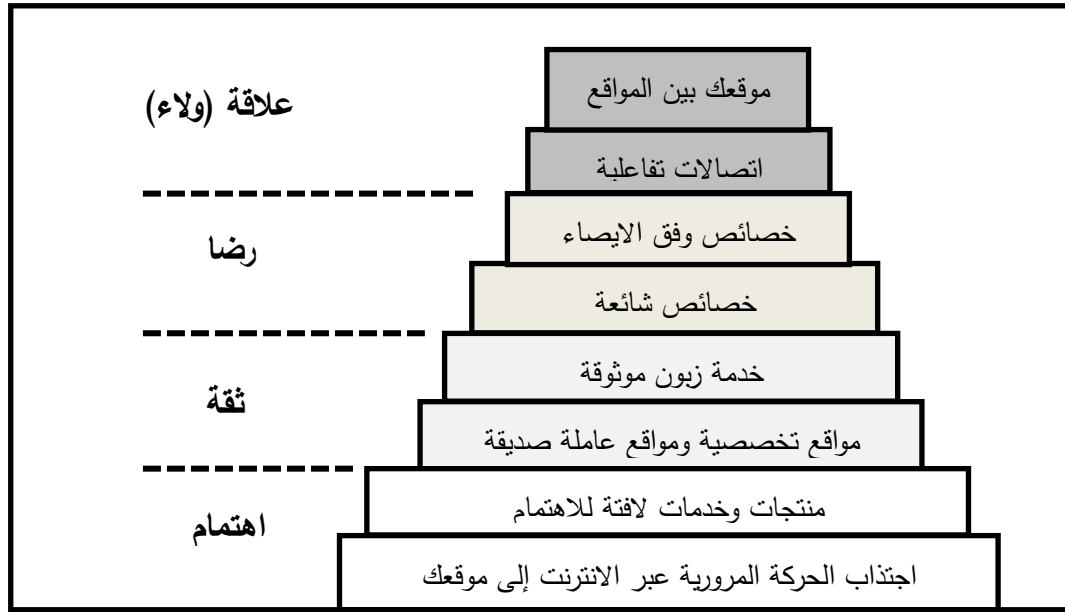 موقعك بين المواقع
علاقة (ولاء)
اتصالات تفاعلية
خصائص وفق الايصاء
رضا
خصائص شائعة
خدمة زبون موثوقة
ثقة
مواقع تخصصية ومواقع عاملة صديقة
منتجات وخدمات لافتة للاهتمام
اهتمام
اجتذاب الحركة المرورية عبر الانترنت إلى موقعك